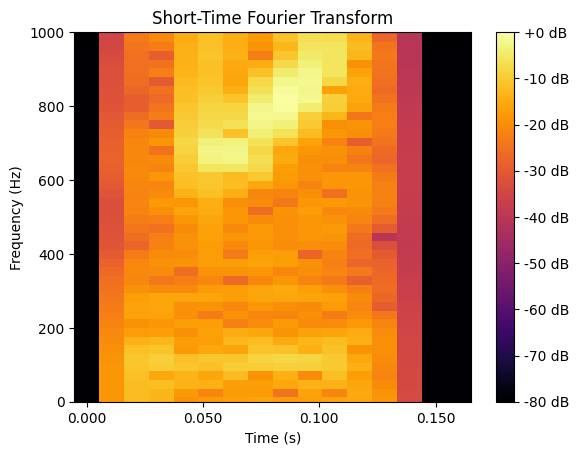 Short-Time Fourier Transform
1000
800
600
400
200
0
Frequency (Hz)
0.000
0.050
0.100
0.150
Time (s)
+0 dB
-10 dB
-20 dB
-30 dB
-40 dB
-50 dB
-60 dB
-70 dB
-80 dB